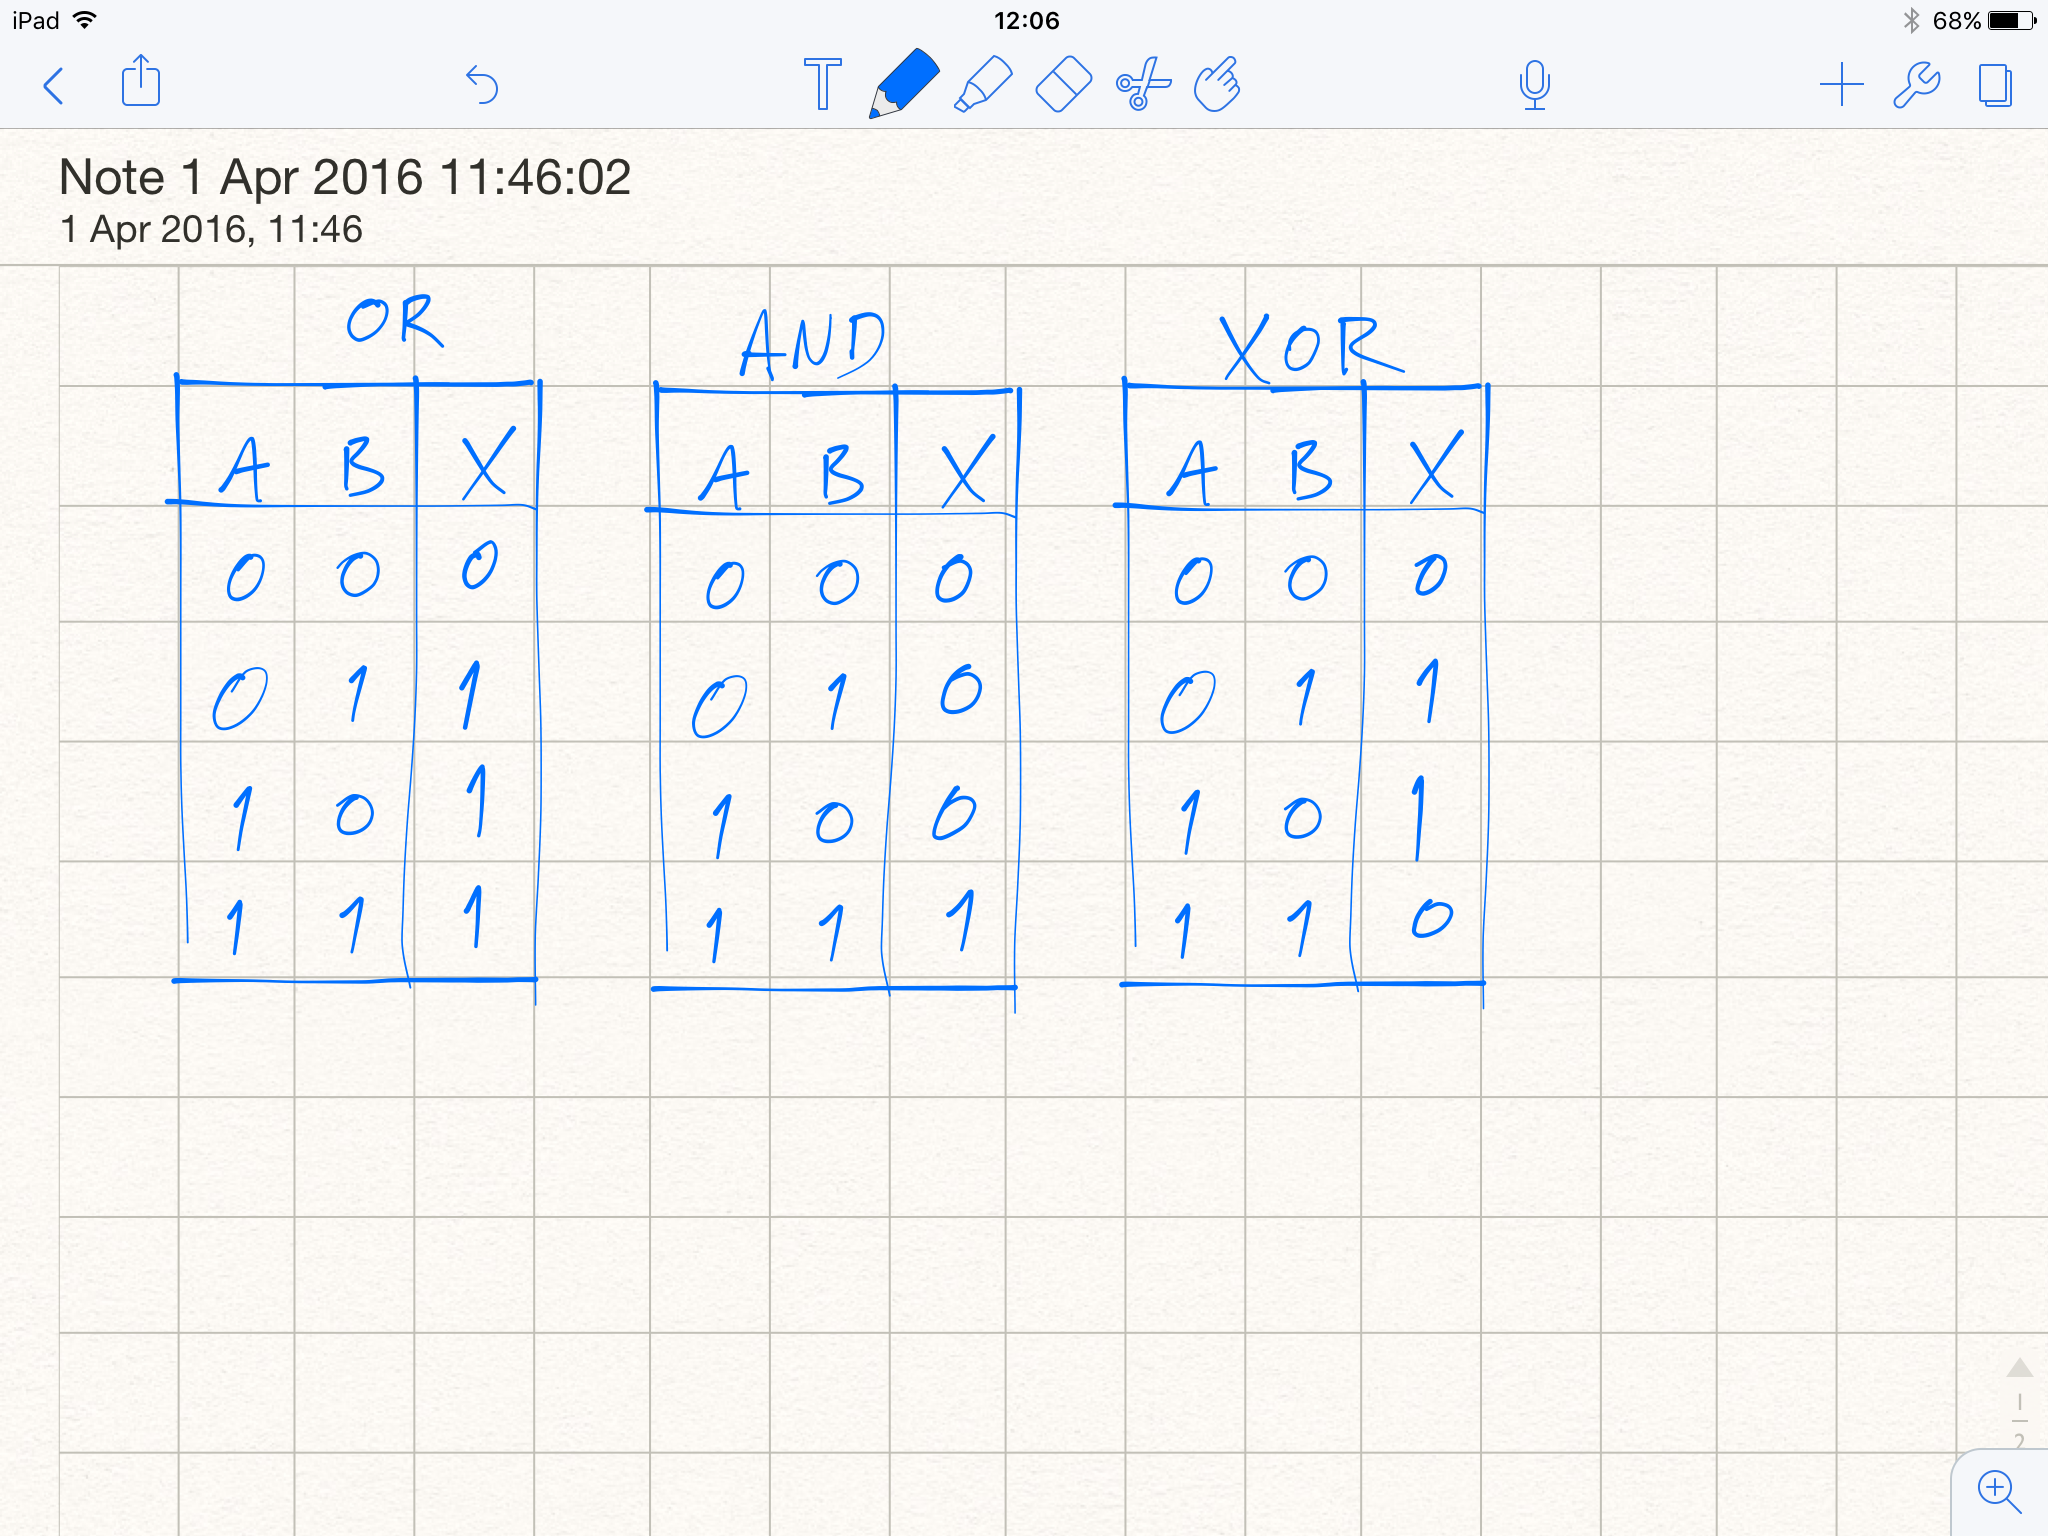 iPad 12:06 68%
T
Note 1 Apr 2016 11:46:02
1 Apr 2016, 11:46
OR AND XOR
A B X A B X A B X
0 0 0 0 0 0 0 0 0
0 1 1 0 1 0 0 1 1
1 0 1 1 0 0 1 0 1
1 1 1 1 1 1 1 1 0
1
2